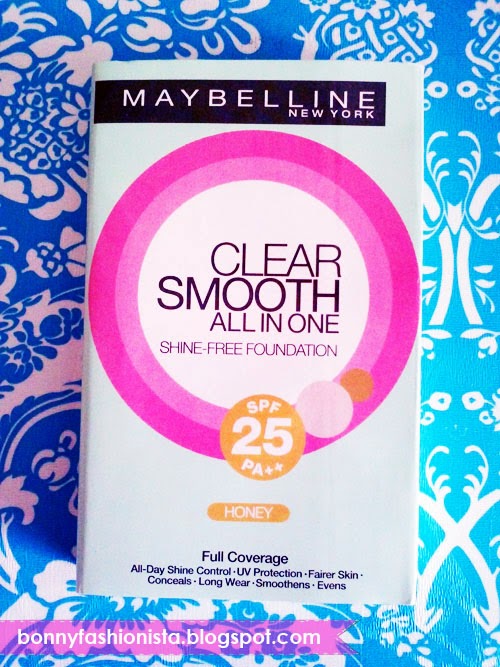 MAYBELLINE
NEW YORK
CLEAR
SMOOTH
ALL IN ONE
SHINE-FREE FOUNDATION
SPF
25
PA++
HONEY
Full Coverage
All-Day Shine Control · UV Protection · Fairer Skin ·
Conceals · Long Wear · Smoothens · Evens
bonnyfashionista.blogspot.com